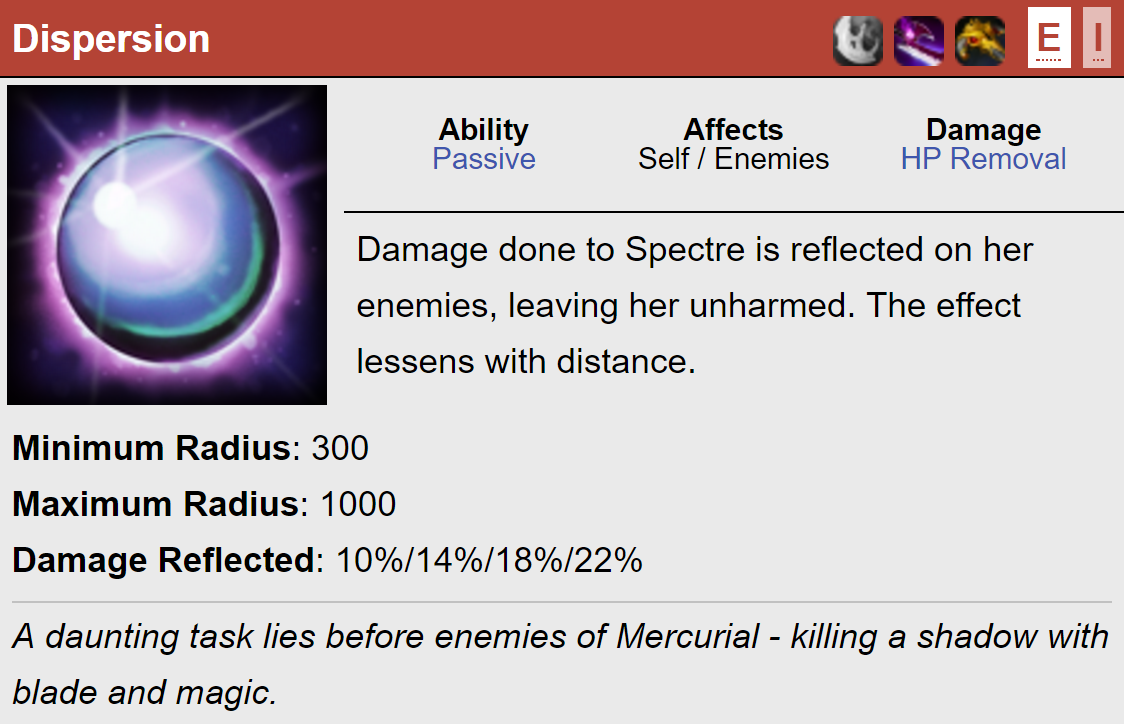 Dispersion
E I
Ability Affects Damage
Passive Self / Enemies HP Removal
Damage done to Spectre is reflected on her
enemies, leaving her unharmed. The effect
lessens with distance.
Minimum Radius: 300
Maximum Radius: 1000
Damage Reflected: 10%/14%/18%/22%
A daunting task lies before enemies of Mercurial - killing a shadow with
blade and magic.